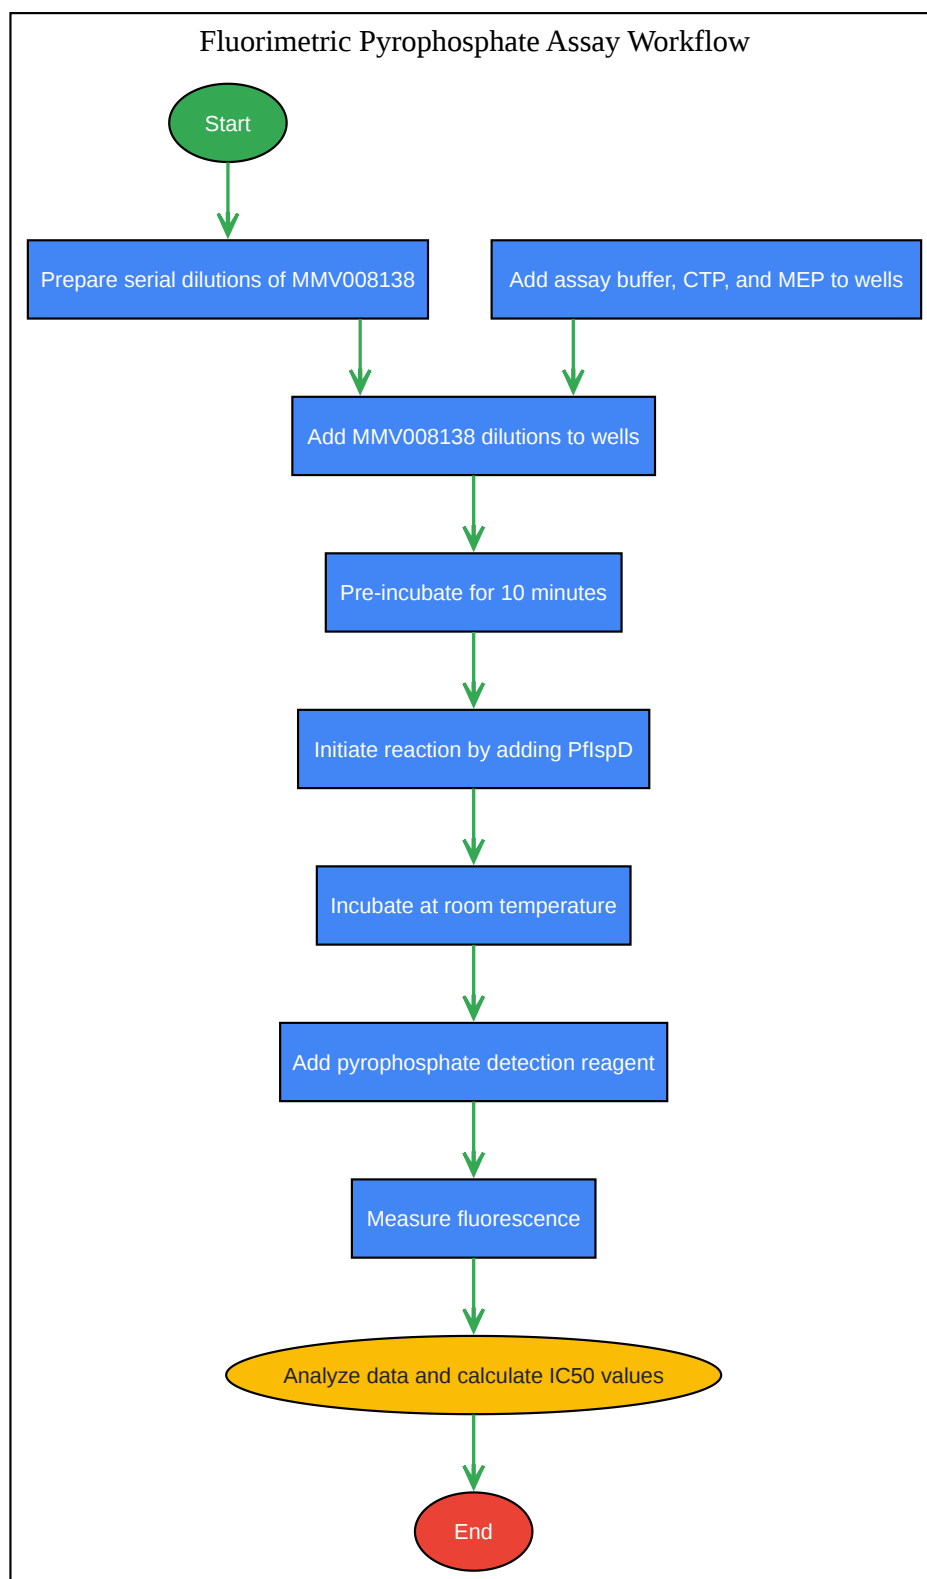 Fluorimetric Pyrophosphate Assay Workflow
Start
Prepare serial dilutions of MMV008138
Add assay buffer, CTP, and MEP to wells
Add MMV008138 dilutions to wells
Pre-incubate for 10 minutes
Initiate reaction by adding PfIspD
Incubate at room temperature
Add pyrophosphate detection reagent
Measure fluorescence
Analyze data and calculate IC50 values
End